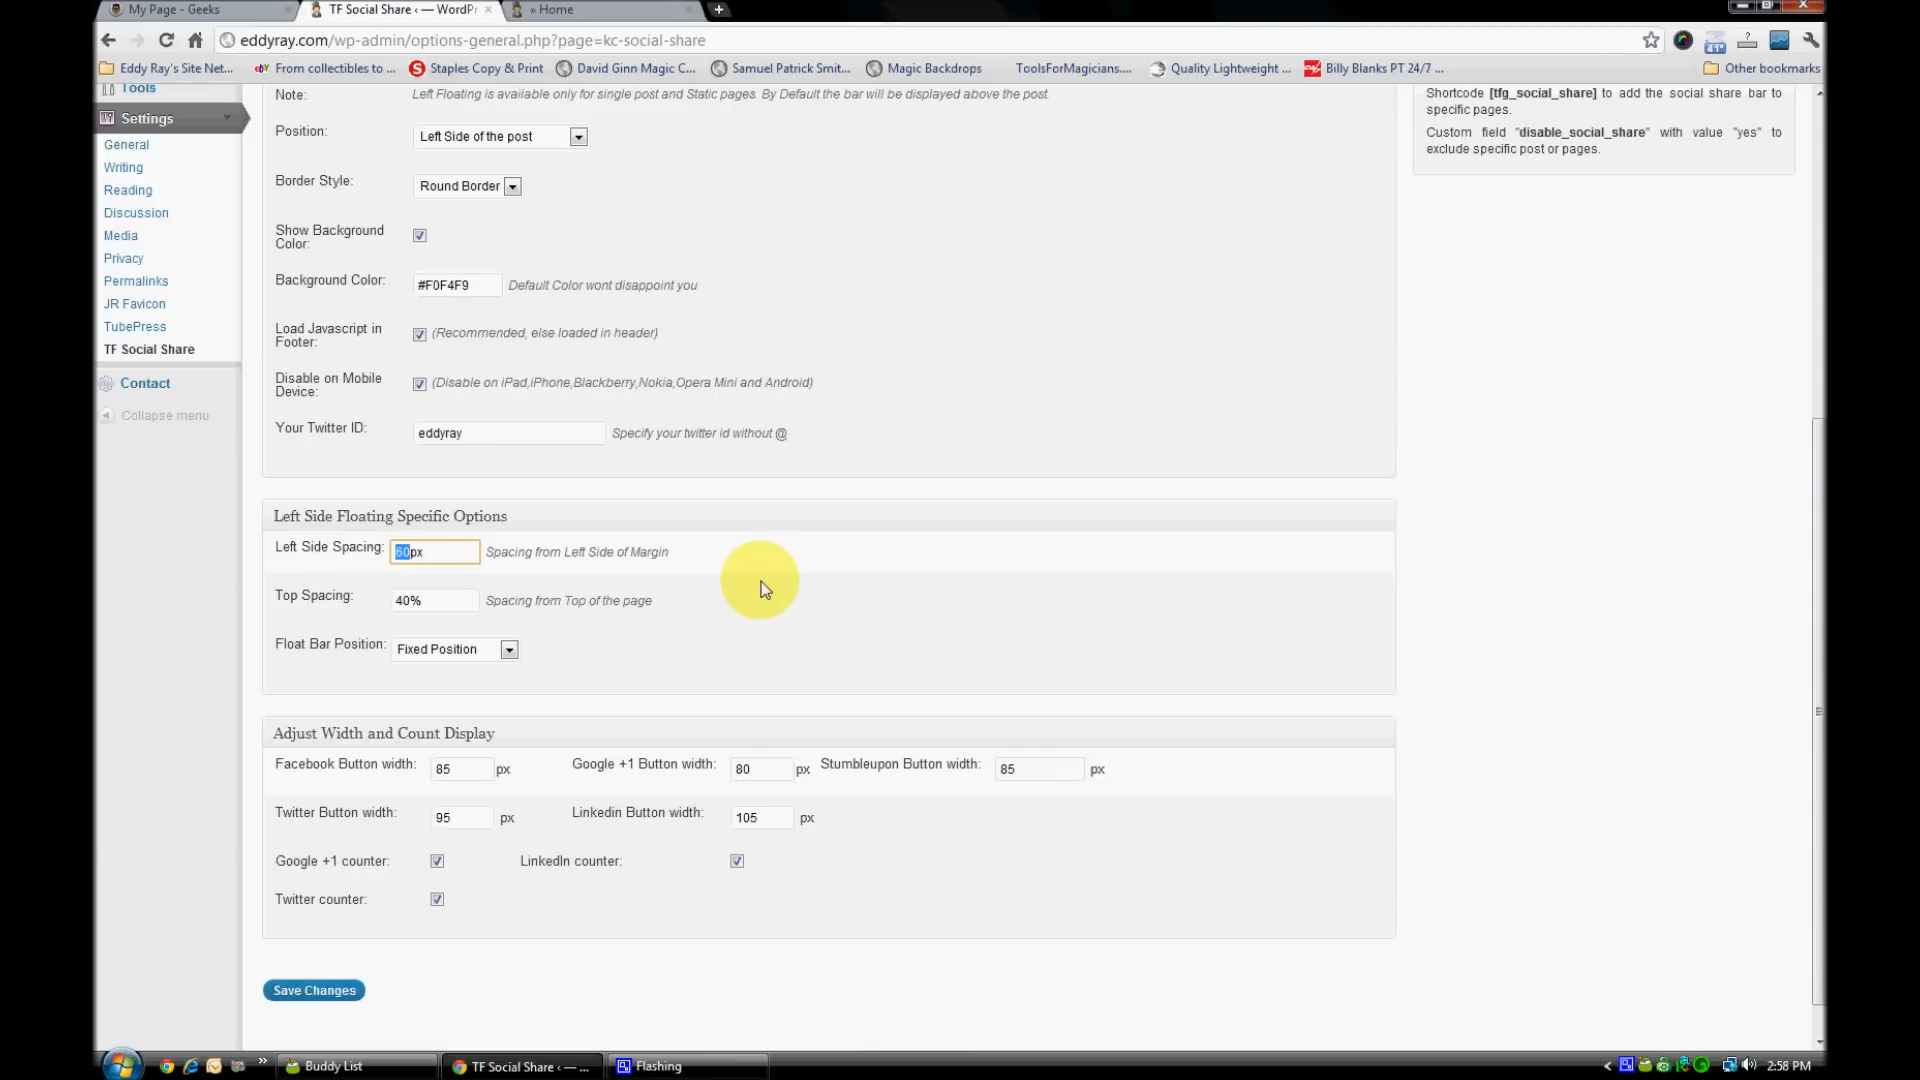 My Page - Geeks
TF Social Share ‹ — WordPr
» Home
eddyray.com/wp-admin/options-general.php?page=kc-social-share
Eddy Ray's Site Net...
From collectibles to ...
Staples Copy & Print
David Ginn Magic C...
Samuel Patrick Smit...
Magic Backdrops
ToolsForMagicians....
Quality Lightweight ...
Billy Blanks PT 24/7 ...
Other bookmarks
Tools
Settings
General
Writing
Reading
Discussion
Media
Privacy
Permalinks
JR Favicon
TubePress
TF Social Share
Contact
Collapse menu
Note: Left Floating is available only for single post and Static pages. By Default the bar will be displayed above the post.
Position: Left Side of the post
Border Style: Round Border
Show Background
Color:
Background Color: #F0F4F9 Default Color wont disappoint you
Load Javascript in
Footer: (Recommended, else loaded in header)
Disable on Mobile
Device: (Disable on iPad,iPhone,Blackberry,Nokia,Opera Mini and Android)
Your Twitter ID: eddyray Specify your twitter id without @
Shortcode [tfg_social_share] to add the social share bar to
specific pages.
Custom field "disable_social_share" with value "yes" to
exclude specific post or pages.
Left Side Floating Specific Options
Left Side Spacing: 60px Spacing from Left Side of Margin
Top Spacing: 40% Spacing from Top of the page
Float Bar Position: Fixed Position
Adjust Width and Count Display
Facebook Button width: 85 px Google +1 Button width: 80 px Stumbleupon Button width: 85 px
Twitter Button width: 95 px Linkedin Button width: 105 px
Google +1 counter: LinkedIn counter:
Twitter counter:
Save Changes
Buddy List
TF Social Share ‹ — ...
Flashing
2:58 PM